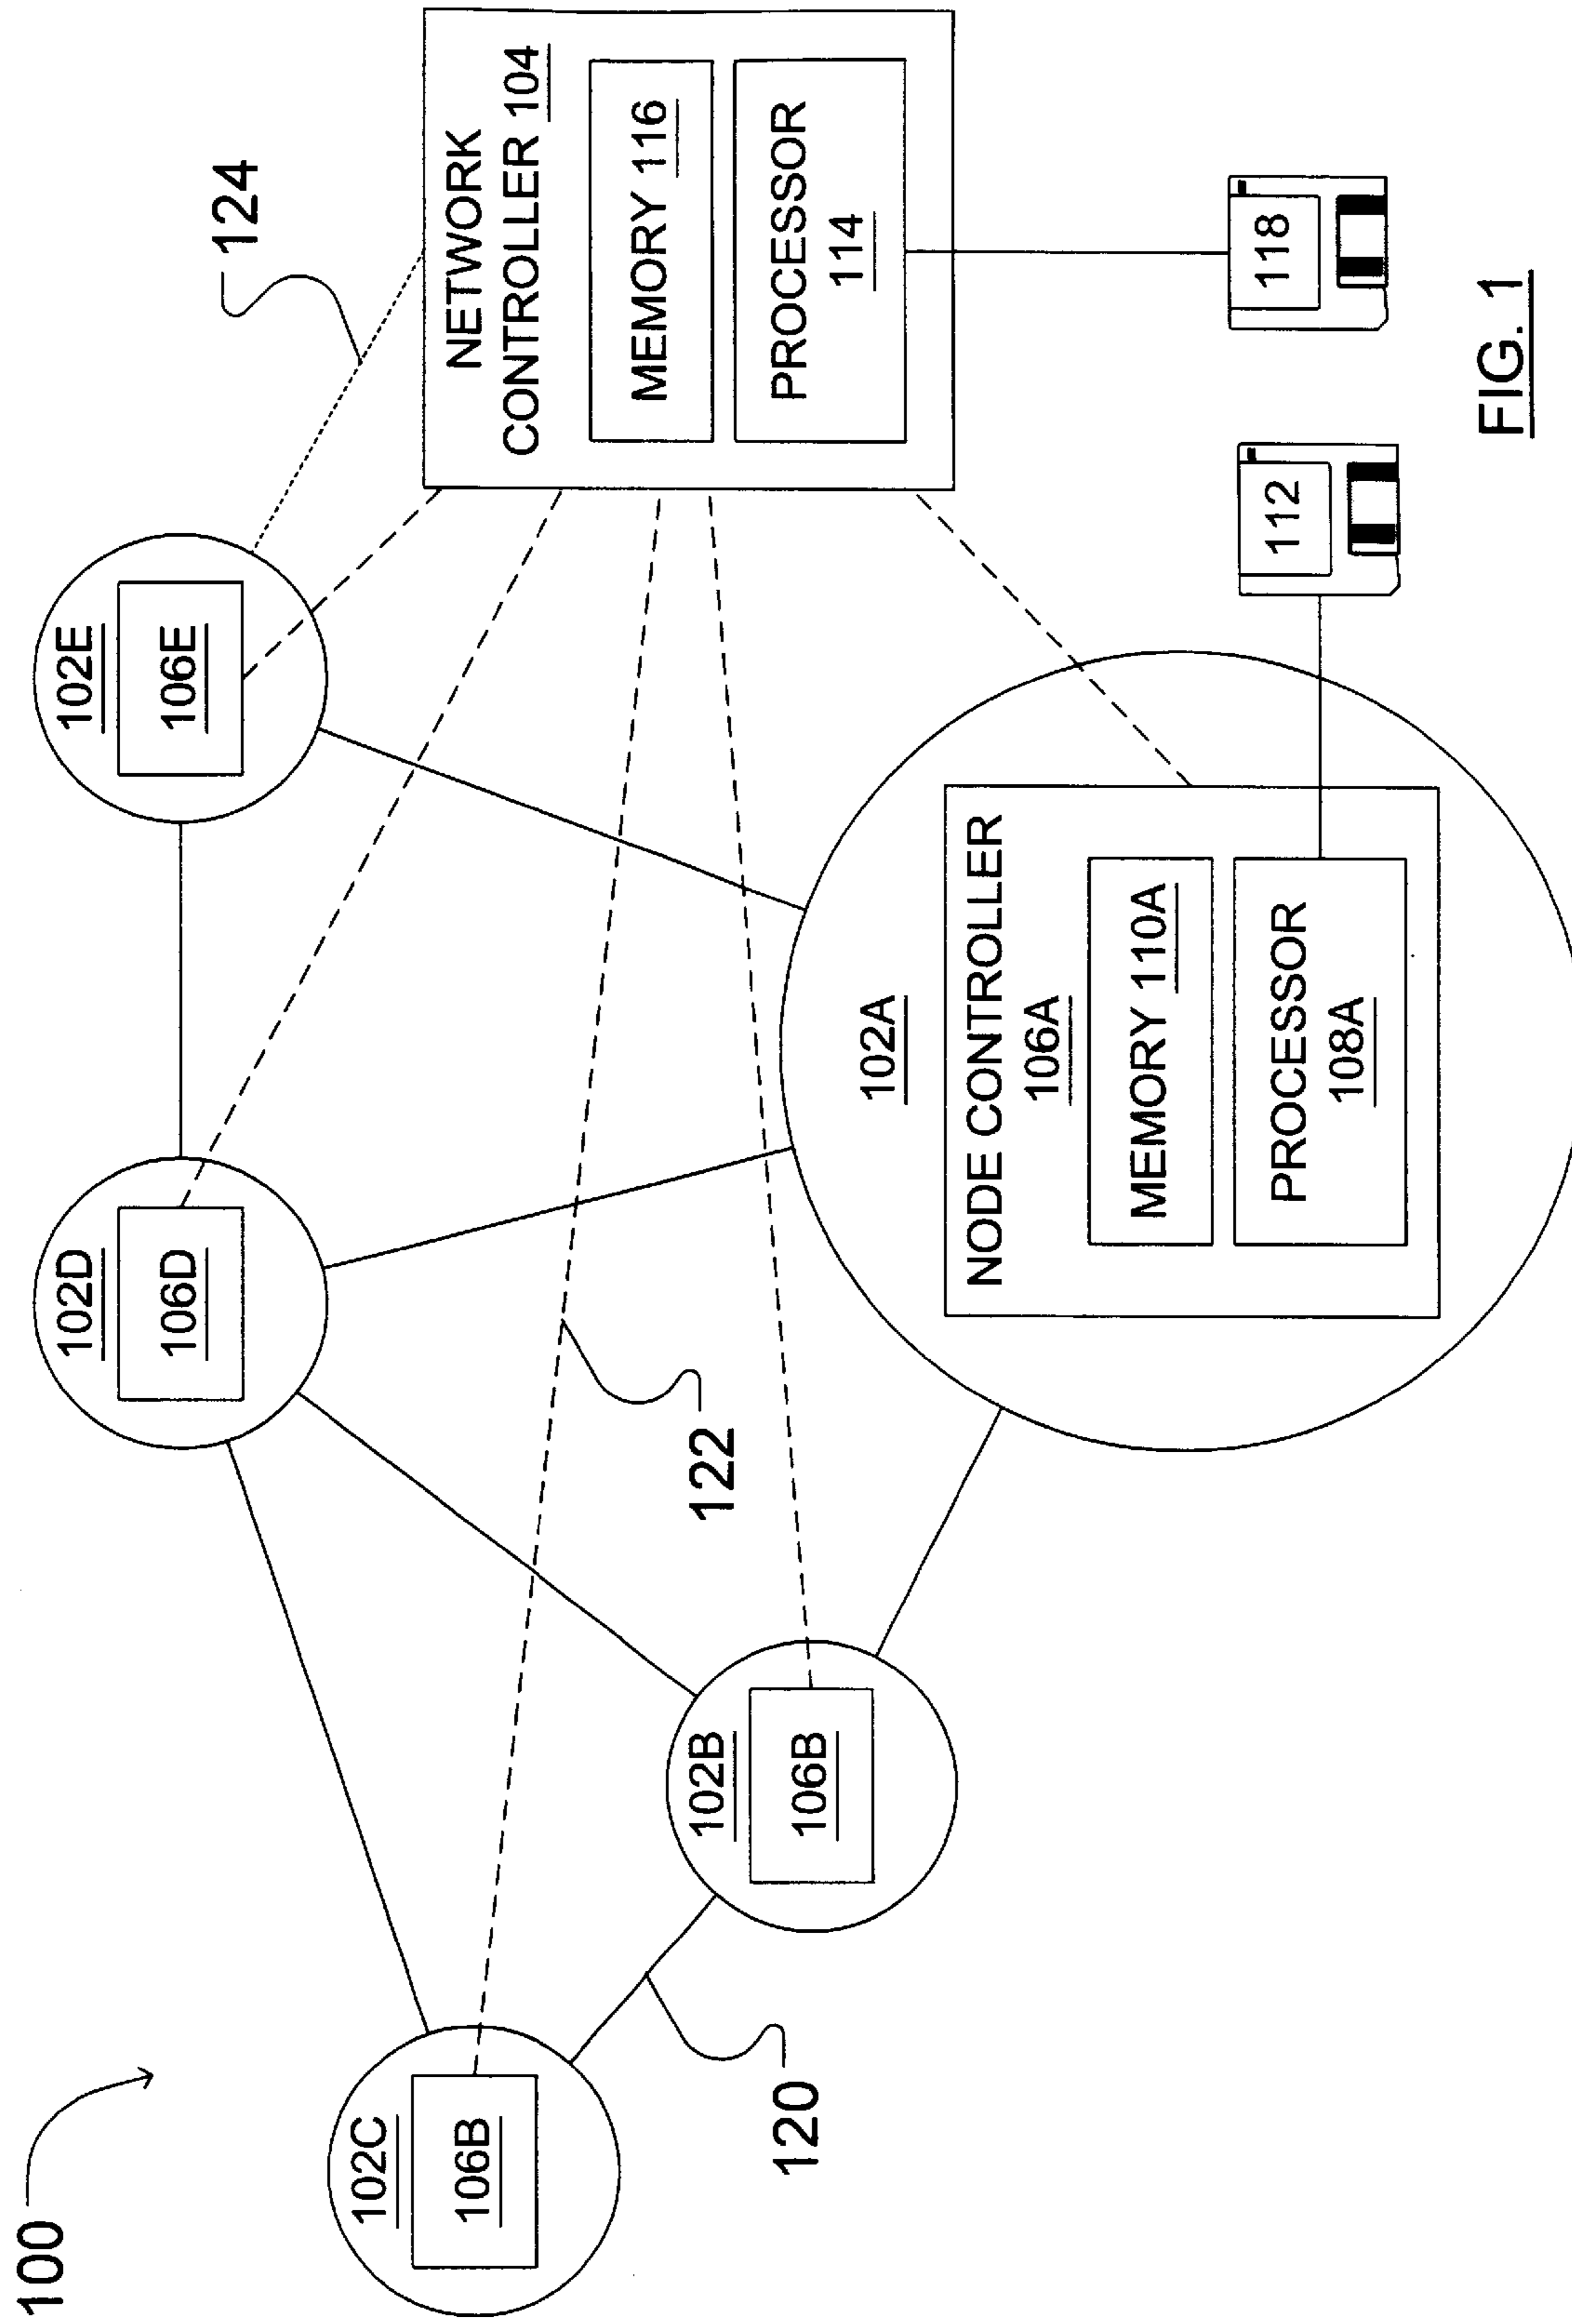 100
102C
106B
120
102B
106B
122
102D
106D
102E
106E
124
NETWORK
CONTROLLER 104
MEMORY 116
PROCESSOR
114
118
102A
NODE CONTROLLER
106A
MEMORY 110A
PROCESSOR
108A
112
FIG. 1